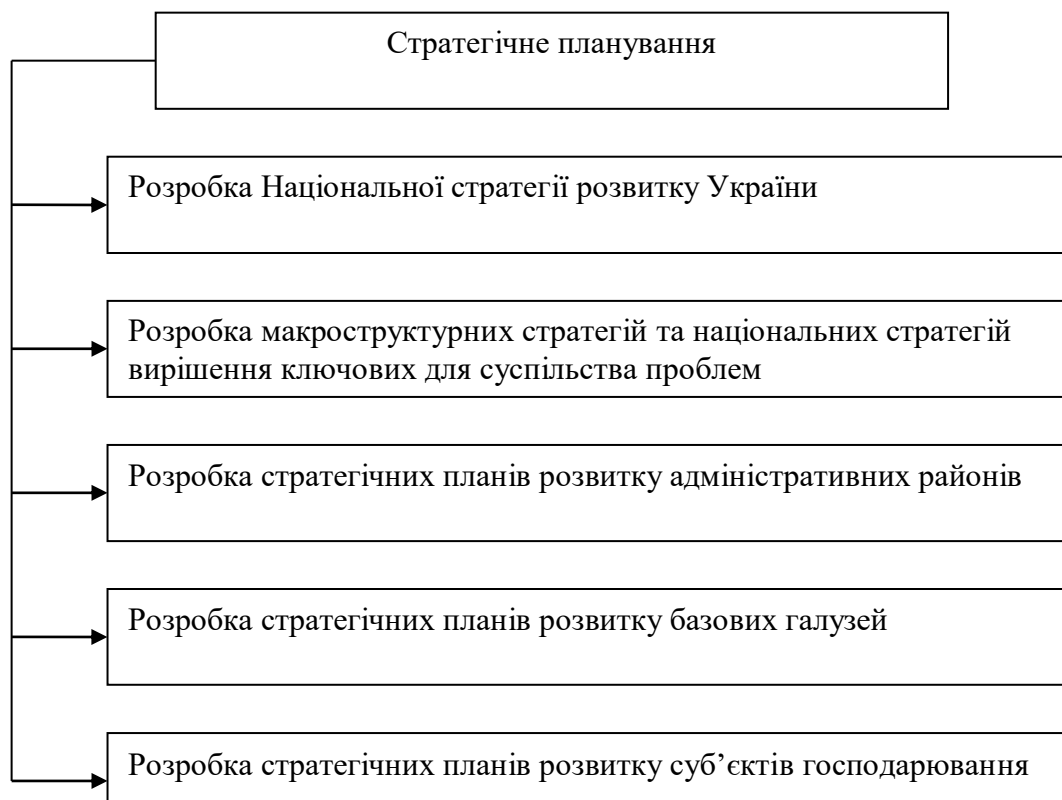 Стратегічне планування
Розробка Національної стратегії розвитку України
Розробка макроструктурних стратегій та національних стратегій
вирішення ключових для суспільства проблем
Розробка стратегічних планів розвитку адміністративних районів
Розробка стратегічних планів розвитку базових галузей
Розробка стратегічних планів розвитку суб’єктів господарювання